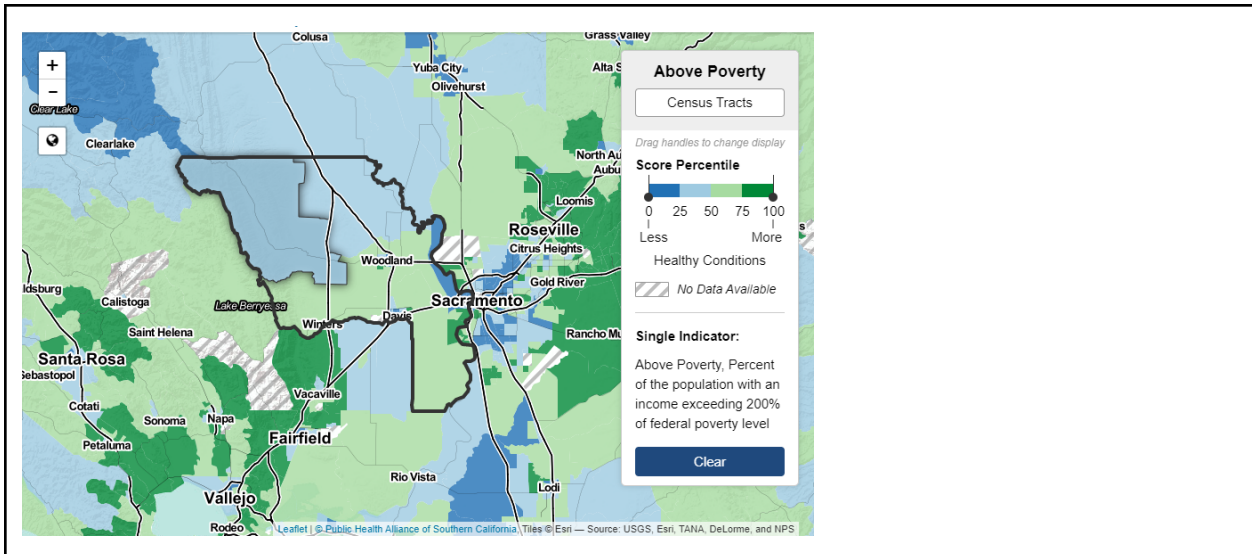 Colusa
Grass Valley
+
Yuba City
Alta S
Above Poverty
−
Olivehurst
Census Tracts
Clear Lake
Clearlake
Drag handles to change display
North Au
Score Percentile
Aubu
Loomis
0 25 50 75 100
Roseville
Less More
Citrus Heights
Woodland
Healthy Conditions
Gold River
No Data Available
ldsburg
Calistoga
Lake Berryessa
Sacramento
Winters
Davis
Saint Helena
Rancho Mu
Single Indicator:
Santa Rosa
Above Poverty, Percent
Sebastopol
of the population with an
Vacaville
income exceeding 200%
Cotati
of federal poverty level
Sonoma
Napa
Petaluma
Fairfield
Clear
Rio Vista
Lodi
Vallejo
Rodeo
Leaflet | © Public Health Alliance of Southern California, Tiles © Esri — Source: USGS, Esri, TANA, DeLorme, and NPS